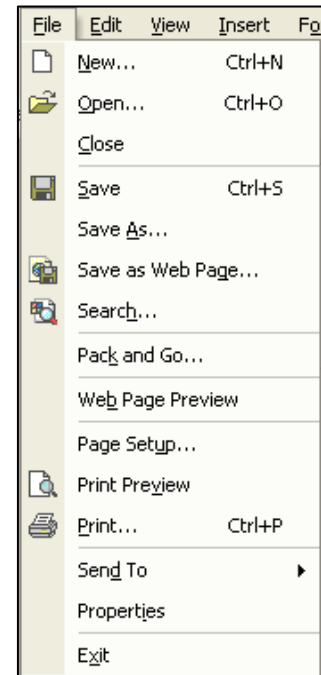 File Edit View Insert Fo
New... Ctrl+N
Open... Ctrl+O
Close
Save Ctrl+S
Save As...
Save as Web Page...
Search...
Pack and Go...
Web Page Preview
Page Setup...
Print Preview
Print... Ctrl+P
Send To
Properties
Exit